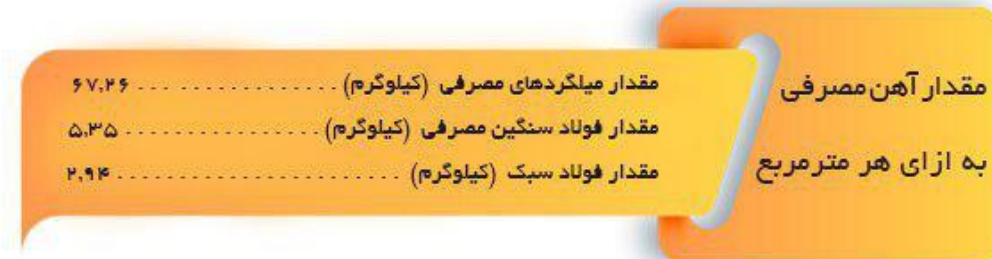 مقدار آهن مصرفی
به ازای هر مترمربع
مقدار میلگردهای مصرفی (کیلوگرم) ................ ۶۷,۲۶
مقدار فولاد سنگین مصرفی (کیلوگرم) ................ ۵,۳۵
مقدار فولاد سبک (کیلوگرم) ........................ ۲,۹۴